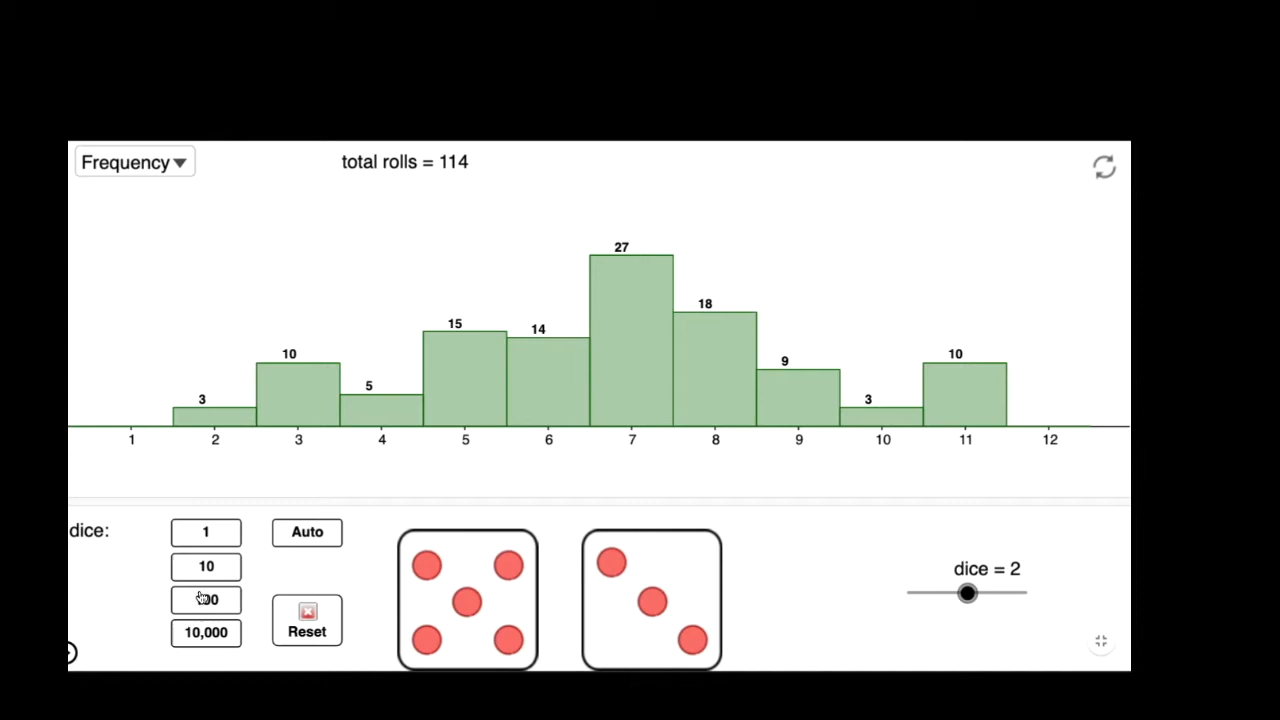 Frequency
total rolls = 114
27
18
15
14
10
10
9
5
3
3
1 2 3 4 5 6 7 8 9 10 11 12
dice:
1
Auto
10
10,000
Reset
dice = 2